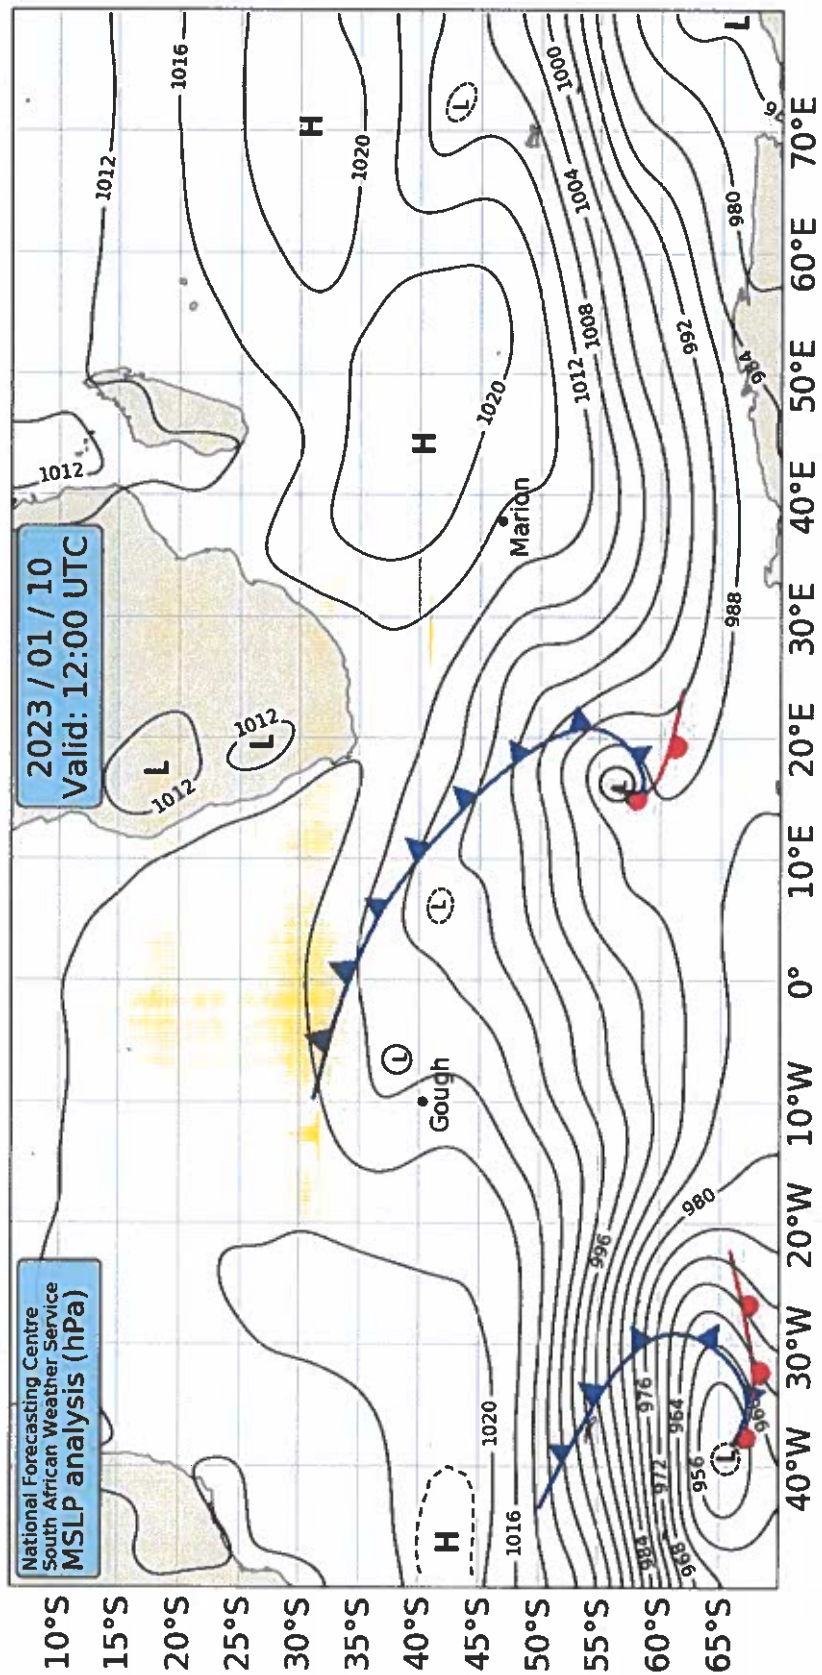 National Forecasting Centre
South African Weather Service
MSLP analysis (hPa)
2023 / 01 / 10
Valid: 12:00 UTC
10°S
15°S
20°S
25°S
30°S
35°S
40°S
45°S
50°S
55°S
60°S
65°S
40°W
30°W
20°W
10°W
0°
10°E
20°E
30°E
40°E
50°E
60°E
70°E
1012
1016
1020
H
1012
1012
L
1012
L
1012
H
1020
L
1000
1004
1008
1012
992
980
984
988
L
Marion
Gough
L
L
L
H
1020
1016
996
980
976
964
972
956
960
984
968
L